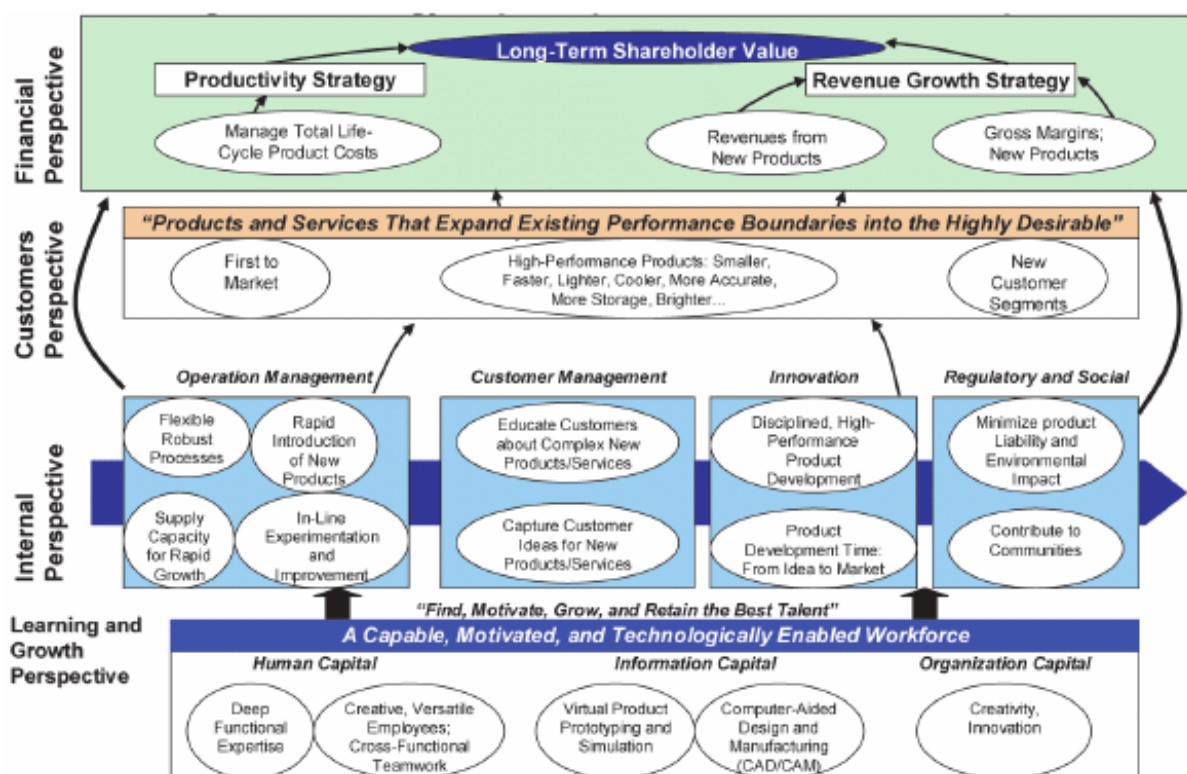 Long-Term Shareholder Value
Productivity Strategy
Revenue Growth Strategy
Financial
Perspective
Manage Total Life-
Cycle Product Costs
Revenues from
New Products
Gross Margins;
New Products
Customers
Perspective
“Products and Services That Expand Existing Performance Boundaries into the Highly Desirable”
First to
Market
High-Performance Products: Smaller,
Faster, Lighter, Cooler, More Accurate,
More Storage, Brighter...
New
Customer
Segments
Internal
Perspective
Operation Management
Flexible
Robust
Processes
Rapid
Introduction
of New
Products
Supply
Capacity
for Rapid
Growth
In-Line
Experimentation
and
Improvement
Customer Management
Educate Customers
about Complex New
Products/Services
Capture Customer
Ideas for New
Products/Services
Innovation
Disciplined, High-
Performance
Product
Development
Product
Development Time:
From Idea to Market
Regulatory and Social
Minimize product
Liability and
Environmental
Impact
Contribute to
Communities
Learning and
Growth
Perspective
“Find, Motivate, Grow, and Retain the Best Talent”
A Capable, Motivated, and Technologically Enabled Workforce
Human Capital
Deep
Functional
Expertise
Creative, Versatile
Employees;
Cross-Functional
Teamwork
Information Capital
Virtual Product
Prototyping and
Simulation
Computer-Aided
Design and
Manufacturing
(CAD/CAM)
Organization Capital
Creativity,
Innovation